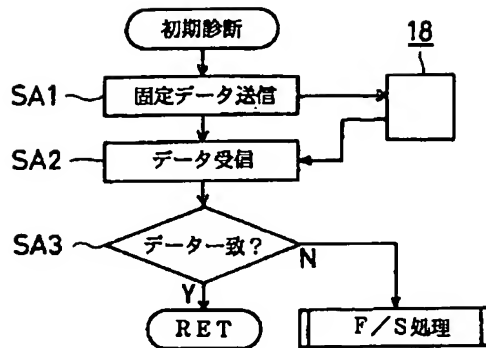 初期診断
18
SA1
固定データ送信
SA2
データ受信
SA3
データ一致?
N
Y
RET
F/S処理